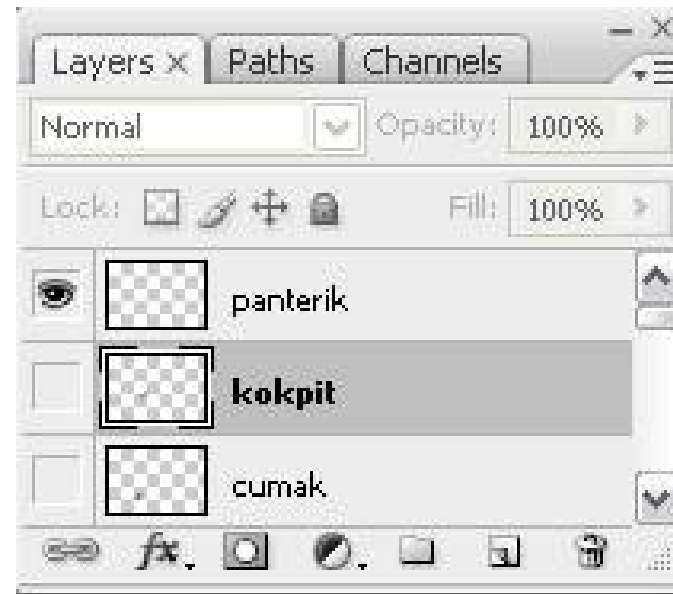 Layers × Paths Channels
Normal Opacity: 100%
Lock: Fill: 100%
panterik
kokpit
cumak
fx.